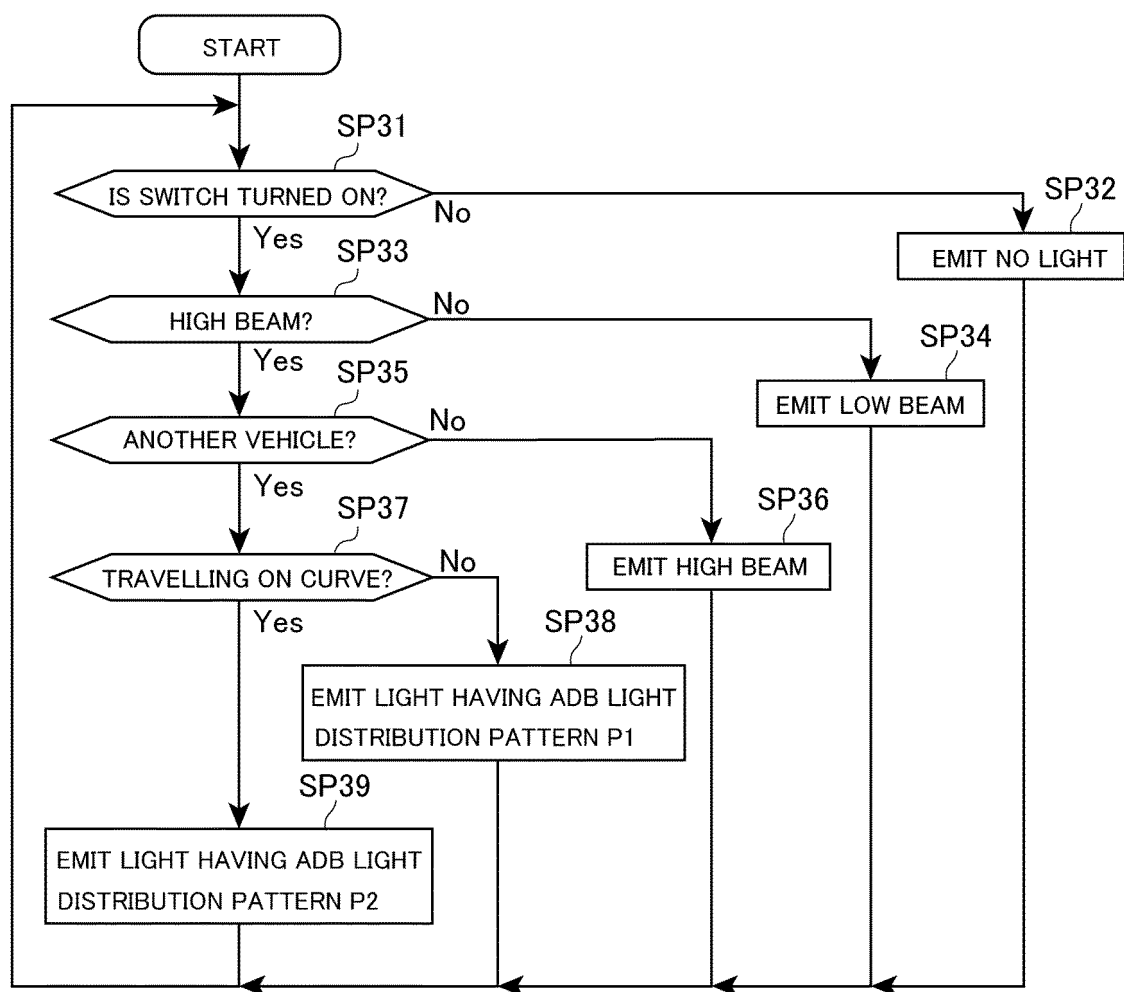 START
SP31
IS SWITCH TURNED ON?
No
Yes
SP32
EMIT NO LIGHT
SP33
HIGH BEAM?
No
Yes
SP34
EMIT LOW BEAM
SP35
ANOTHER VEHICLE?
No
Yes
SP36
EMIT HIGH BEAM
SP37
TRAVELLING ON CURVE?
No
Yes
SP38
EMIT LIGHT HAVING ADB LIGHT
DISTRIBUTION PATTERN P1
SP39
EMIT LIGHT HAVING ADB LIGHT
DISTRIBUTION PATTERN P2